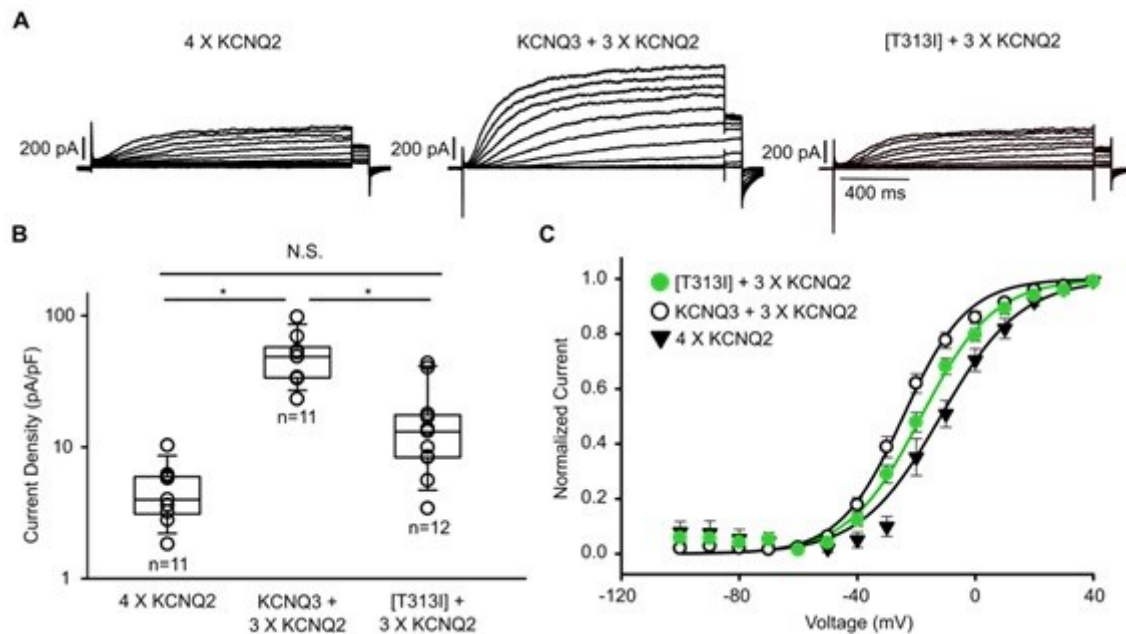 A
4 X KCNQ2
KCNQ3 + 3 X KCNQ2
[T313I] + 3 X KCNQ2
200 pA
200 pA
200 pA
400 ms
B
N.S.
*
*
Current Density (pA/pF)
100
10
1
n=11
n=11
n=12
4 X KCNQ2
KCNQ3 +
3 X KCNQ2
[T313I] +
3 X KCNQ2
C
[T313I] + 3 X KCNQ2
KCNQ3 + 3 X KCNQ2
4 X KCNQ2
Normalized Current
1.0
0.8
0.6
0.4
0.2
0.0
-120
-80
-40
0
40
Voltage (mV)